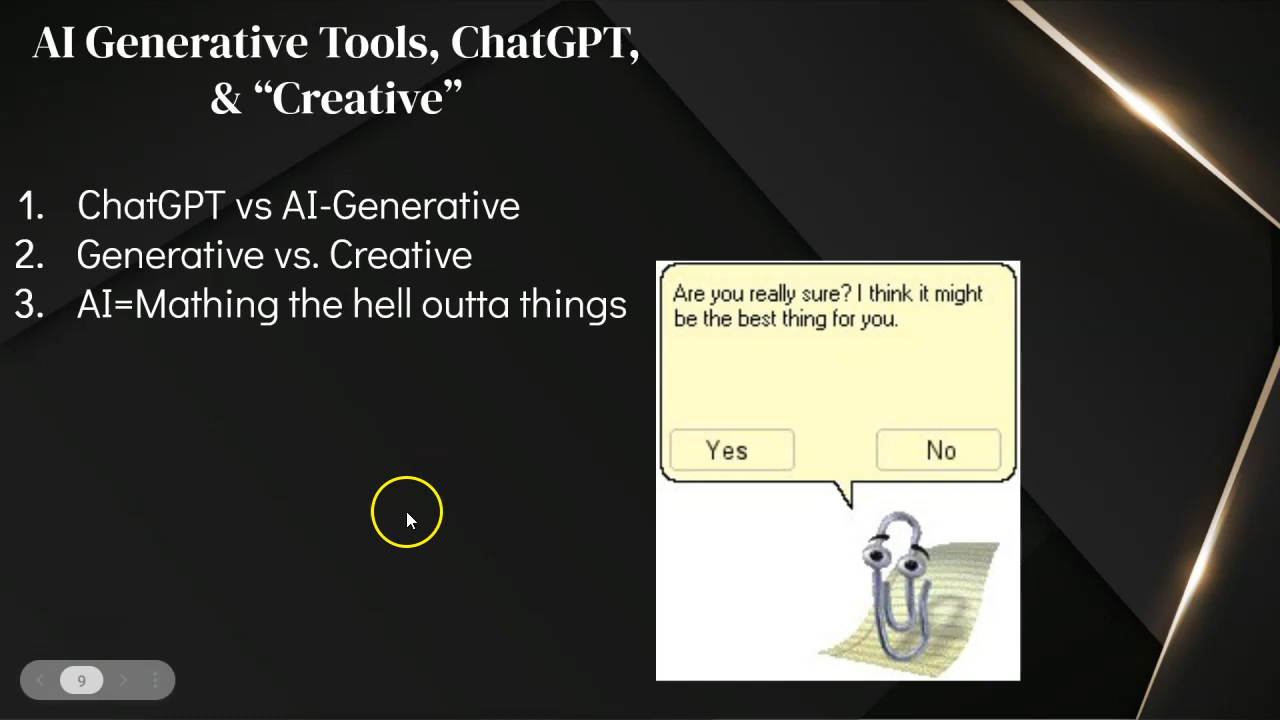 AI Generative Tools, ChatGPT,
& “Creative”
1. ChatGPT vs AI-Generative
2. Generative vs. Creative
3. AI=Mathing the hell outta things
Are you really sure? I think it might
be the best thing for you.
Yes No
9